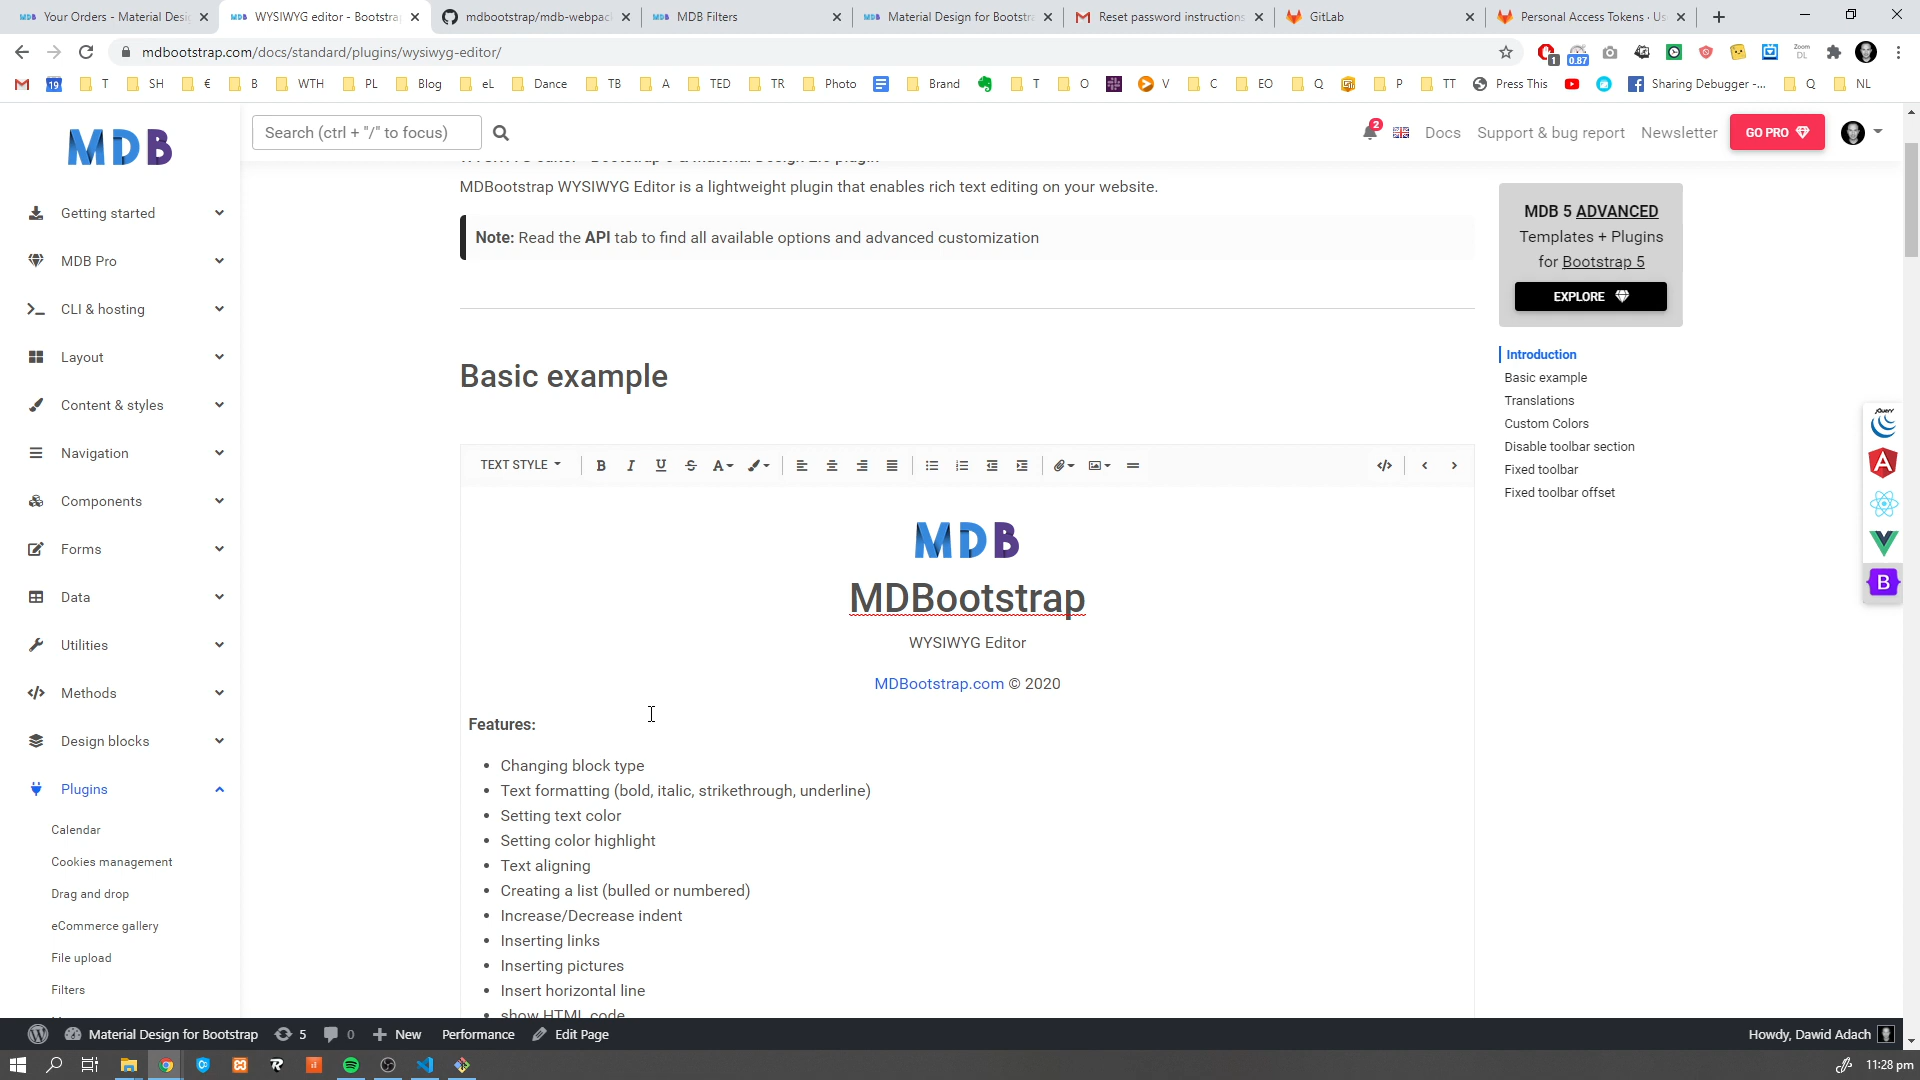 Your Orders - Material Desi
WYSIWYG editor - Bootstra
mdbootstrap/mdb-webpac
MDB Filters
Material Design for Bootstr
Reset password instructions
GitLab
Personal Access Tokens · Us
mdbootstrap.com/docs/standard/plugins/wysiwyg-editor/
1
0.87
Zoom
DL
19
T
SH
€
B
WTH
PL
Blog
eL
Dance
TB
A
TED
TR
Photo
Brand
T
O
V
C
EO
Q
P
TT
Press This
Sharing Debugger -...
Q
NL
MDB
Search (ctrl + "/" to focus)
2
Docs
Support & bug report
Newsletter
GO PRO
Getting started
MDB Pro
CLI & hosting
Layout
Content & styles
Navigation
Components
Forms
Data
Utilities
Methods
Design blocks
Plugins
Calendar
Cookies management
Drag and drop
eCommerce gallery
File upload
Filters
MDBootstrap WYSIWYG Editor is a lightweight plugin that enables rich text editing on your website.
Note: Read the API tab to find all available options and advanced customization
Basic example
TEXT STYLE
B
I
U
S
A
MDB
MDBootstrap
WYSIWYG Editor
MDBootstrap.com © 2020
Features:
Changing block type
Text formatting (bold, italic, strikethrough, underline)
Setting text color
Setting color highlight
Text aligning
Creating a list (bulled or numbered)
Increase/Decrease indent
Inserting links
Inserting pictures
Insert horizontal line
show HTML code
MDB 5 ADVANCED
Templates + Plugins
for Bootstrap 5
EXPLORE
Introduction
Basic example
Translations
Custom Colors
Disable toolbar section
Fixed toolbar
Fixed toolbar offset
jQuery
A
B
Material Design for Bootstrap
5
0
New
Performance
Edit Page
Howdy, Dawid Adach
11:28 pm